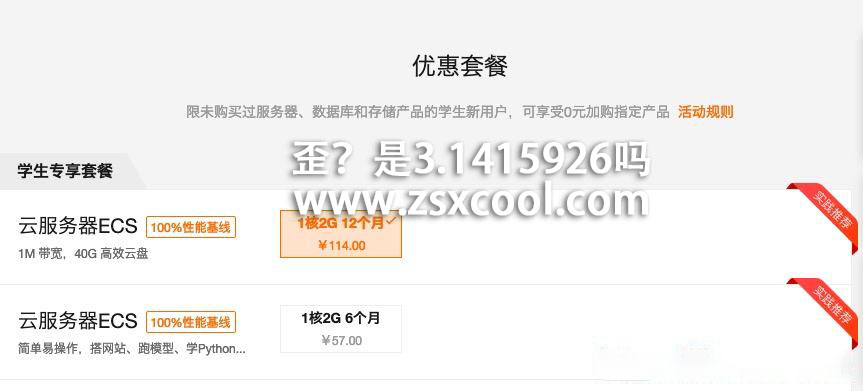 优惠套餐
限未购买过服务器、数据库和存储产品的学生新用户，可享受0元加购指定产品 活动规则
歪？是3.1415926吗
www.zsxcool.com
学生专享套餐
实践推荐
云服务器ECS 100%性能基线
1核2G 12个月
1M 带宽，40G 高效云盘
¥114.00
实践推荐
云服务器ECS 100%性能基线
1核2G 6个月
简单易操作，搭网站、跑模型、学Python...
¥57.00